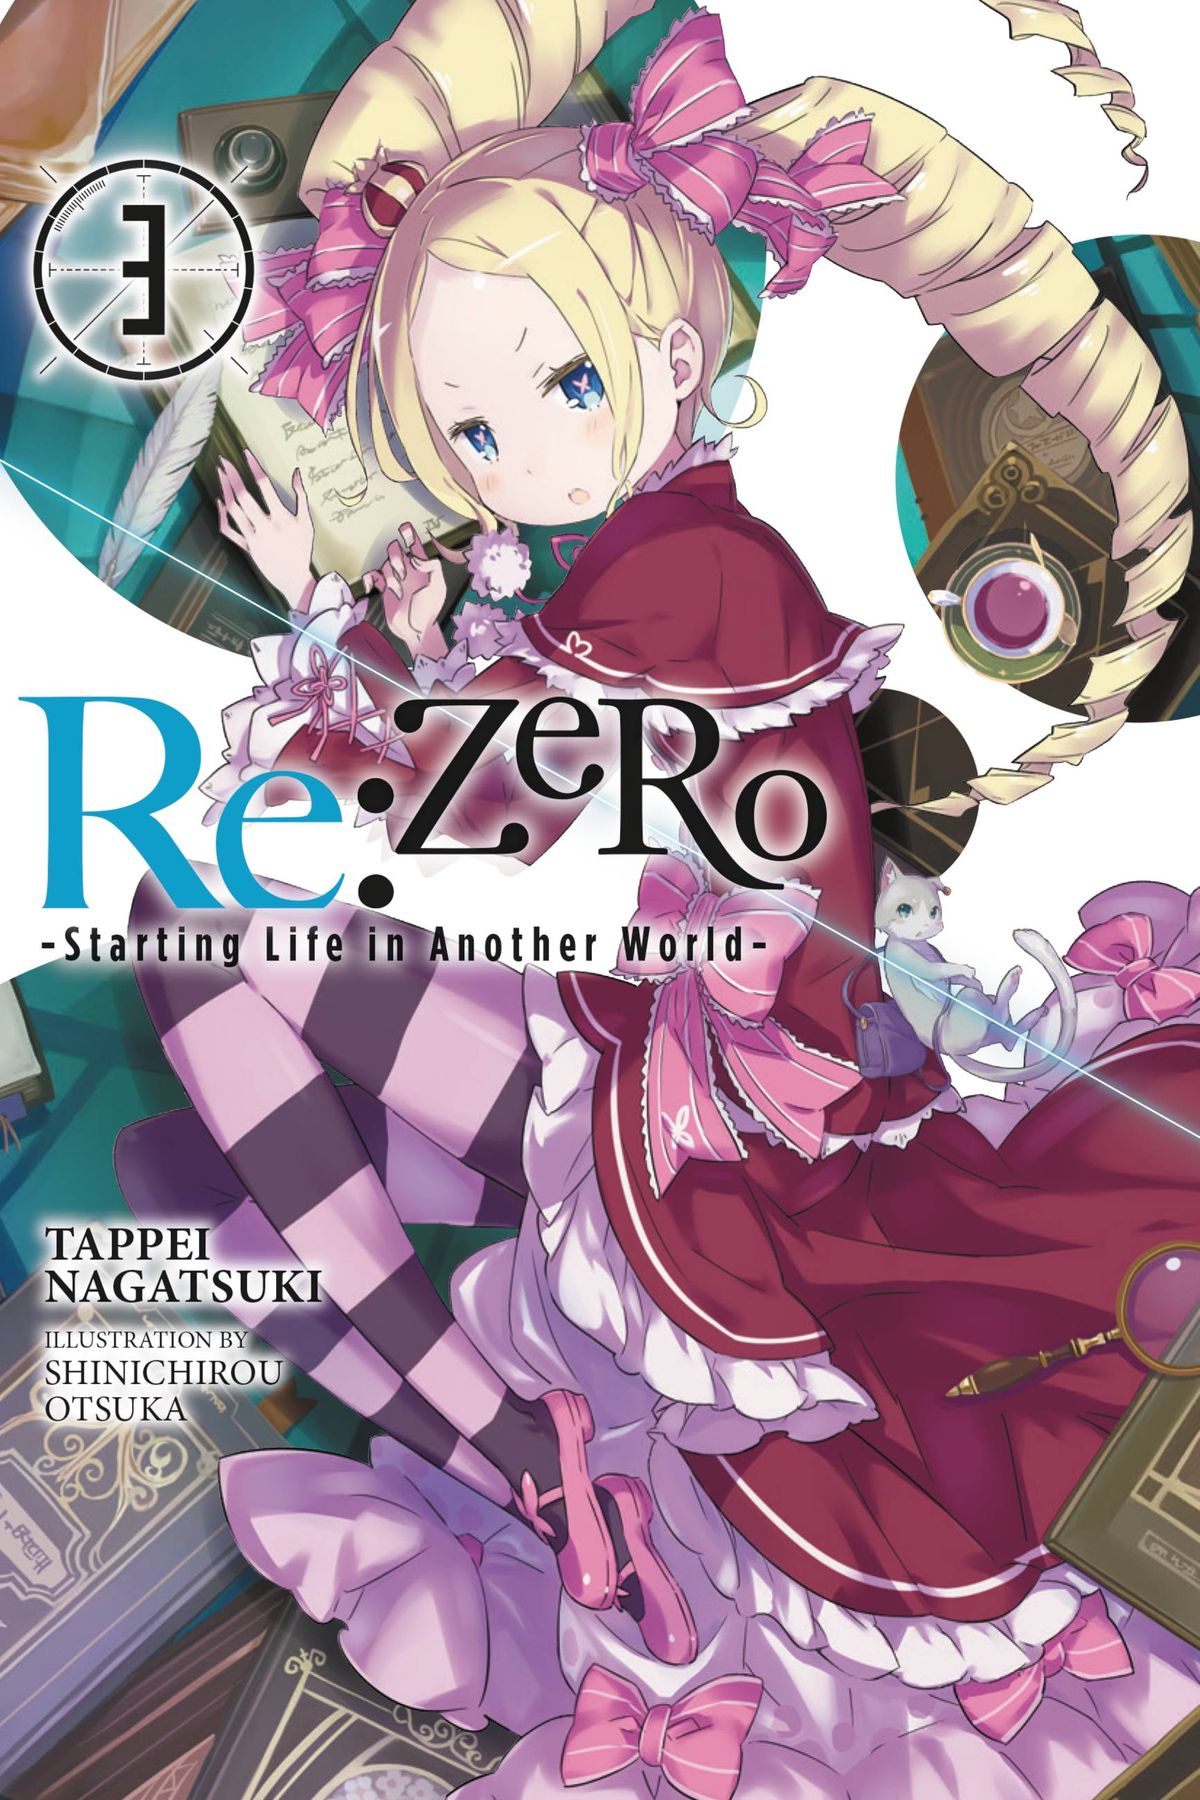 3
Re:ZeRo
-Starting Life in Another World-
TAPPEI
NAGATSUKI
ILLUSTRATION BY
SHINICHIROU
OTSUKA